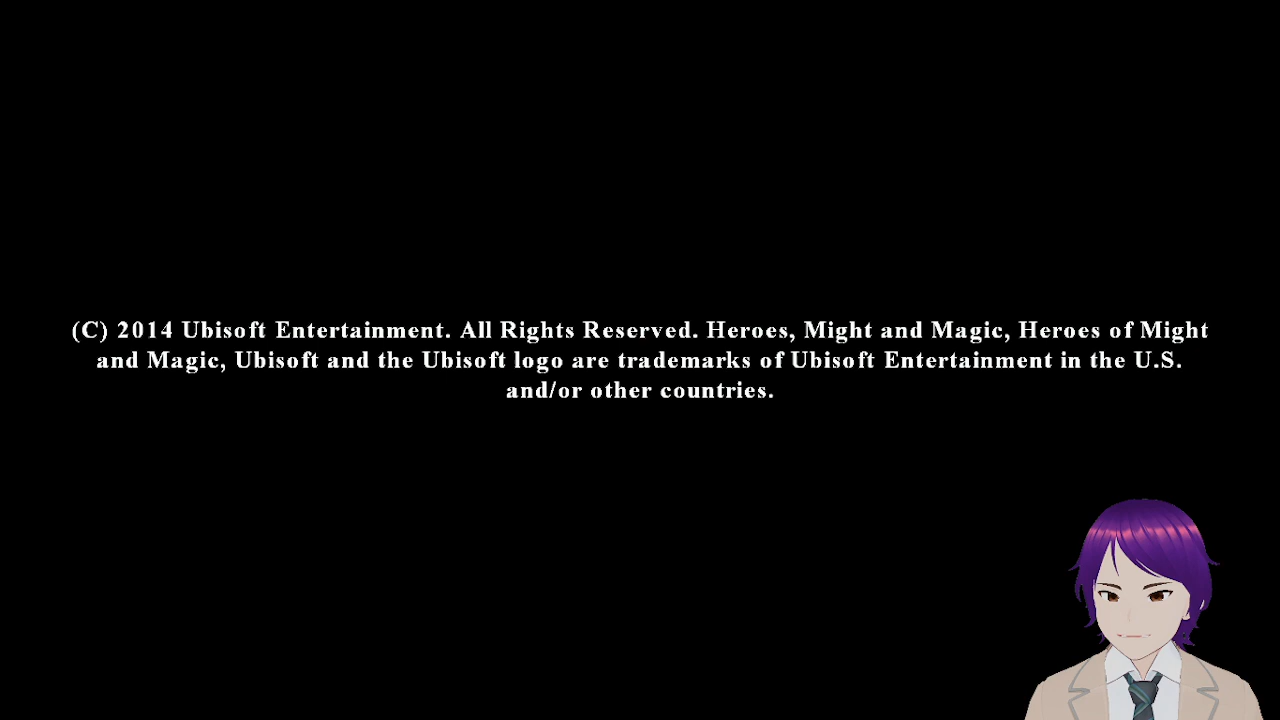 (C) 2014 Ubisoft Entertainment. All Rights Reserved. Heroes, Might and Magic, Heroes of Might
and Magic, Ubisoft and the Ubisoft logo are trademarks of Ubisoft Entertainment in the U.S.
and/or other countries.